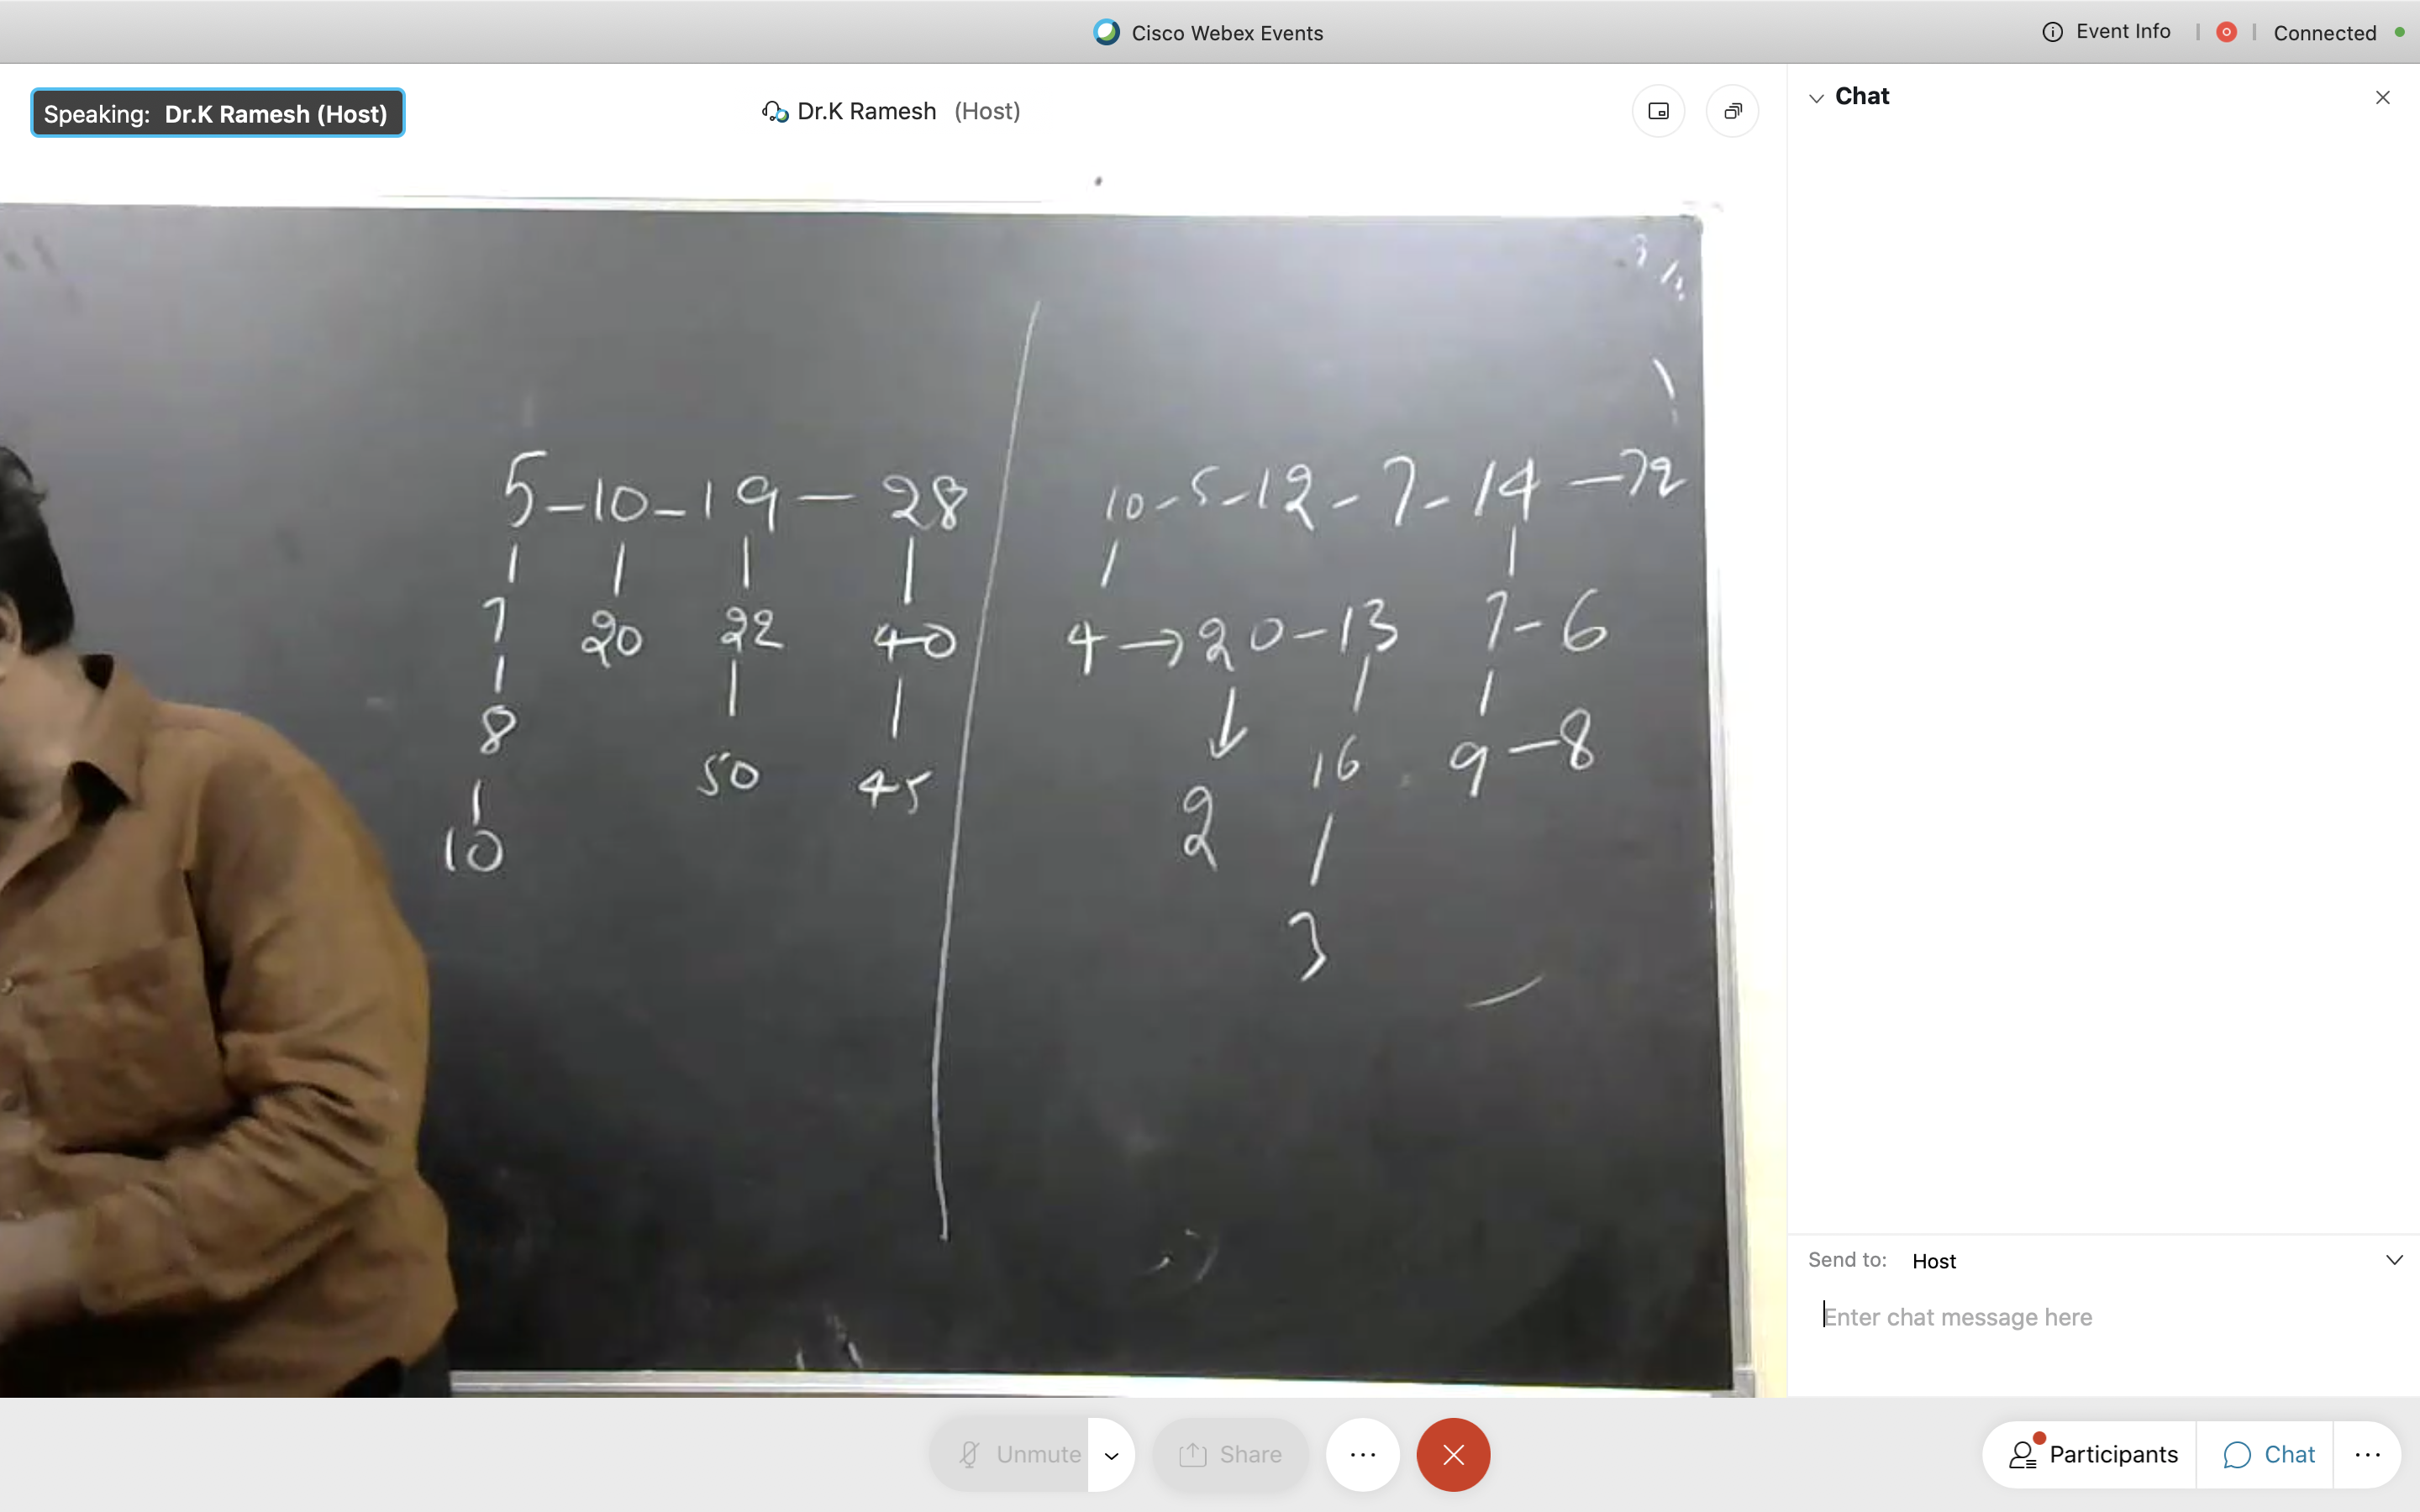 Cisco Webex Events
Event Info
Connected
Speaking: Dr.K Ramesh (Host)
Dr.K Ramesh (Host)
Chat
5-10-19-28
7 20 22 40
8 50 45
10
10-5-12-7-14-72
4→20-13 7-6
2 16 9-8
3
Send to: Host
Enter chat message here
Unmute
Share
Participants
Chat